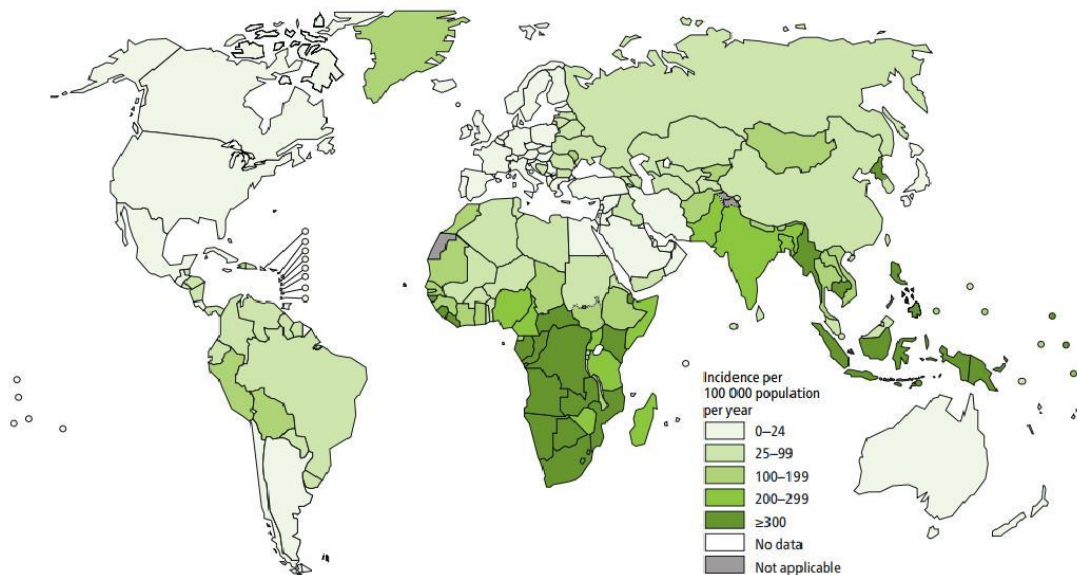 Incidence per
100 000 population
per year
0–24
25–99
100–199
200–299
≥300
No data
Not applicable